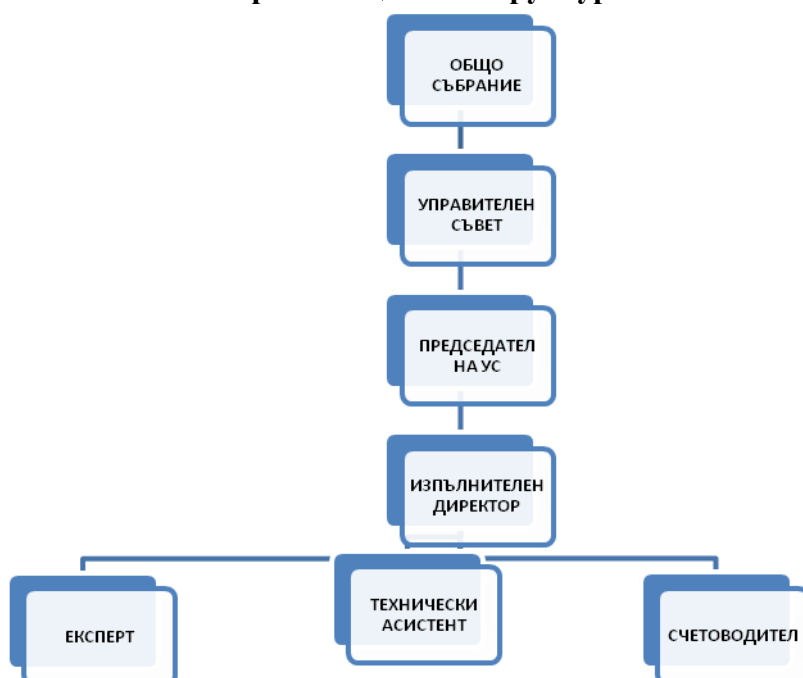 ОБЩО
СЪБРАНИЕ
УПРАВИТЕЛЕН
СЪВЕТ
ПРЕДСЕДАТЕЛ
НА УС
ИЗПЪЛНИТЕЛЕН
ДИРЕКТОР
ЕКСПЕРТ
ТЕХНИЧЕСКИ
АСИСТЕНТ
СЧЕТОВОДИТЕЛ